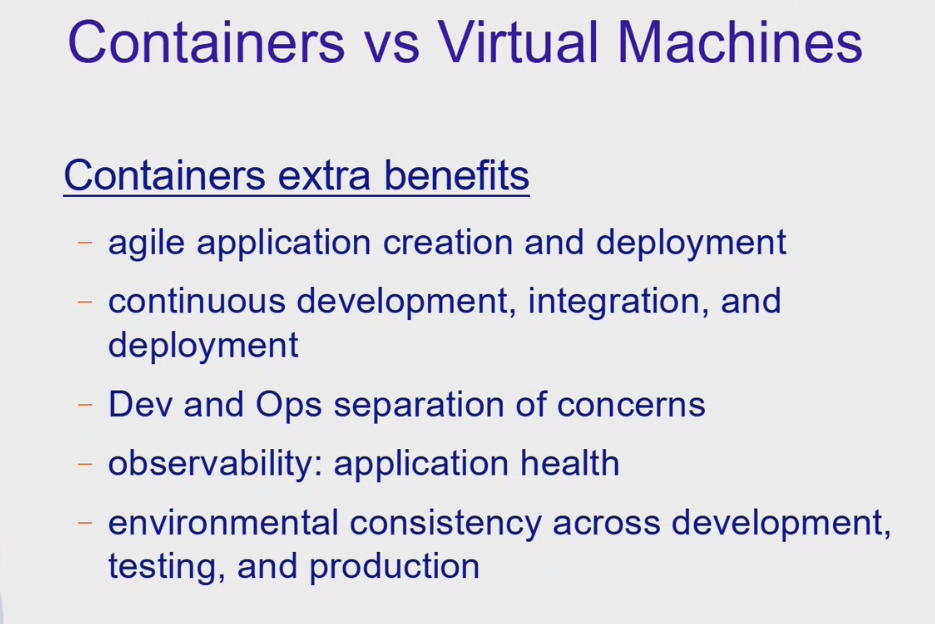 Containers vs Virtual Machines
Containers extra benefits
– agile application creation and deployment
– continuous development, integration, and
deployment
– Dev and Ops separation of concerns
– observability: application health
– environmental consistency across development,
testing, and production